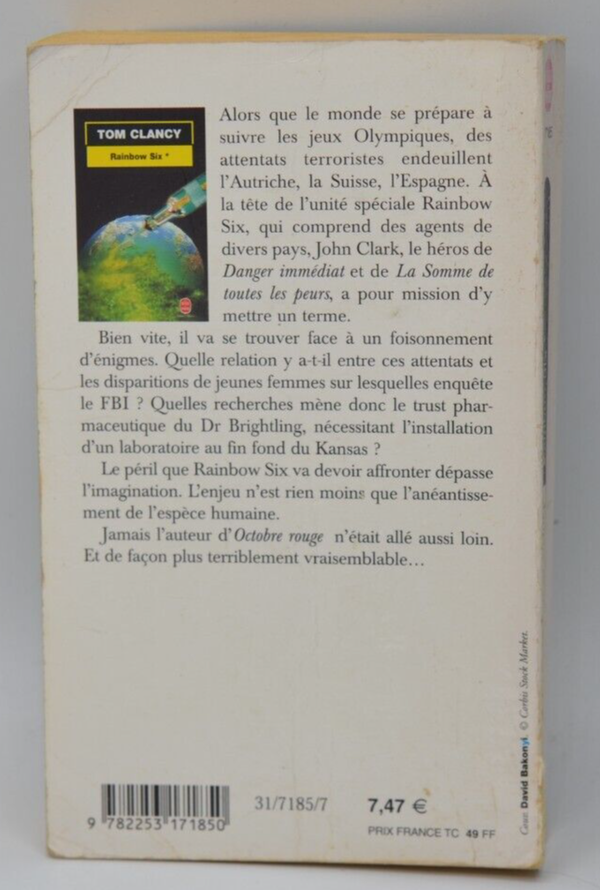 TOM CLANCY
Rainbow Six *
Alors que le monde se prépare à
suivre les jeux Olympiques, des
attentats terroristes endeuillent
l'Autriche, la Suisse, l'Espagne. À
la tête de l'unité spéciale Rainbow
Six, qui comprend des agents de
divers pays, John Clark, le héros de
Danger immédiat et de La Somme de
toutes les peurs, a pour mission d'y
mettre un terme.
Bien vite, il va se trouver face à un foisonnement
d'énigmes. Quelle relation y a-t-il entre ces attentats et
les disparitions de jeunes femmes sur lesquelles enquête
le FBI ? Quelles recherches mène donc le trust phar-
maceutique du Dr Brightling, nécessitant l'installation
d'un laboratoire au fin fond du Kansas ?
Le péril que Rainbow Six va devoir affronter dépasse
l'imagination. L'enjeu n'est rien moins que l'anéantisse-
ment de l'espèce humaine.
Jamais l'auteur d'Octobre rouge n'était allé aussi loin.
Et de façon plus terriblement vraisemblable...
Couv. David Bakonyi. © Corbis Stock Market.
31/7185/7
7,47 €
9 782253 171850
PRIX FRANCE TC 49 FF